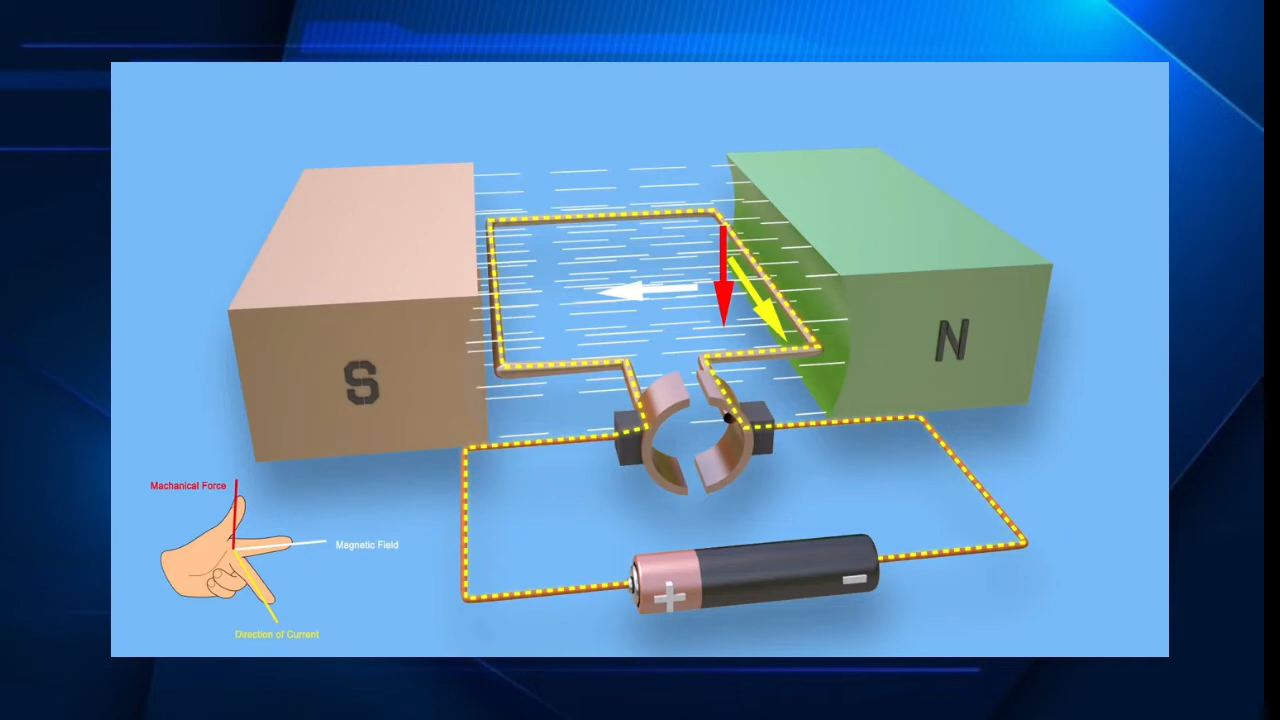 N
S
Machanical Force
Magnetic Field
+
−
Direction of Current